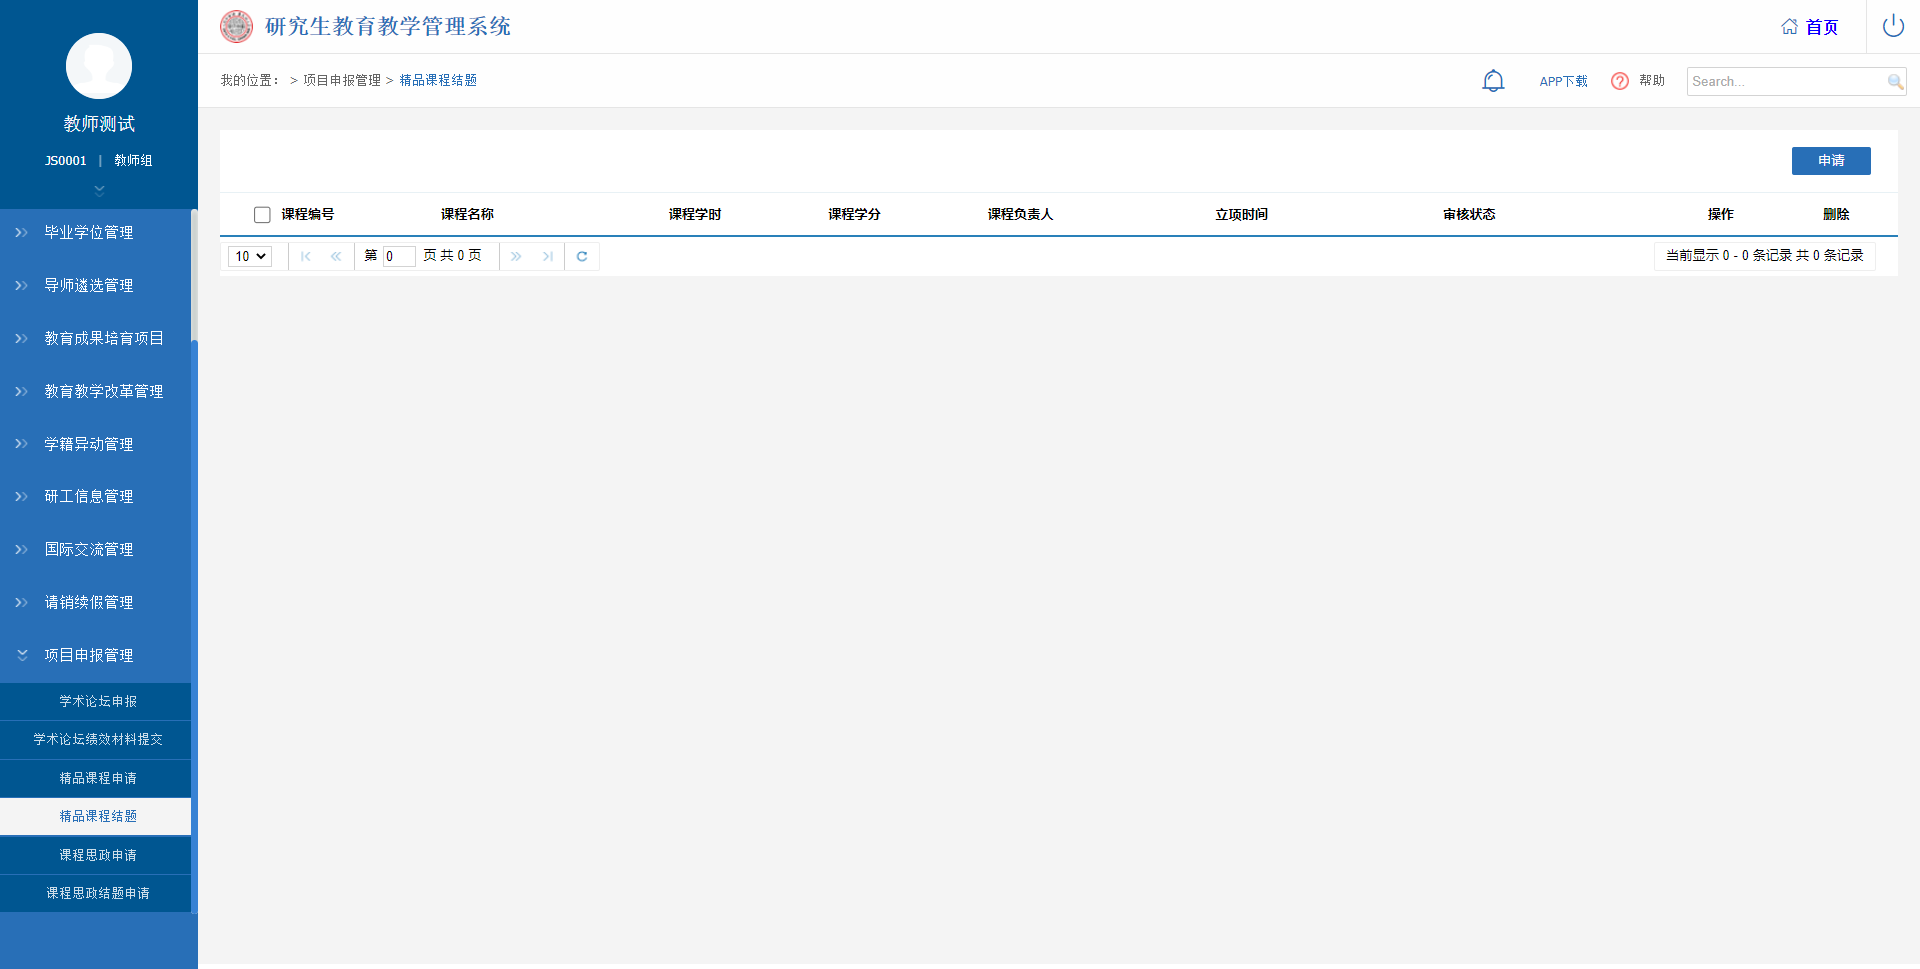 研究生教育教学管理系统
首页
我的位置： > 项目申报管理 > 精品课程结题
APP下载
帮助
Search...
教师测试
JS0001 | 教师组
毕业学位管理
导师遴选管理
教育成果培育项目
教育教学改革管理
学籍异动管理
研工信息管理
国际交流管理
请销续假管理
项目申报管理
学术论坛申报
学术论坛绩效材料提交
精品课程申请
精品课程结题
课程思政申请
课程思政结题申请
申请
课程编号 课程名称 课程学时 课程学分 课程负责人 立项时间 审核状态 操作 删除
10 第 0 页 共 0 页 当前显示 0 - 0 条记录 共 0 条记录